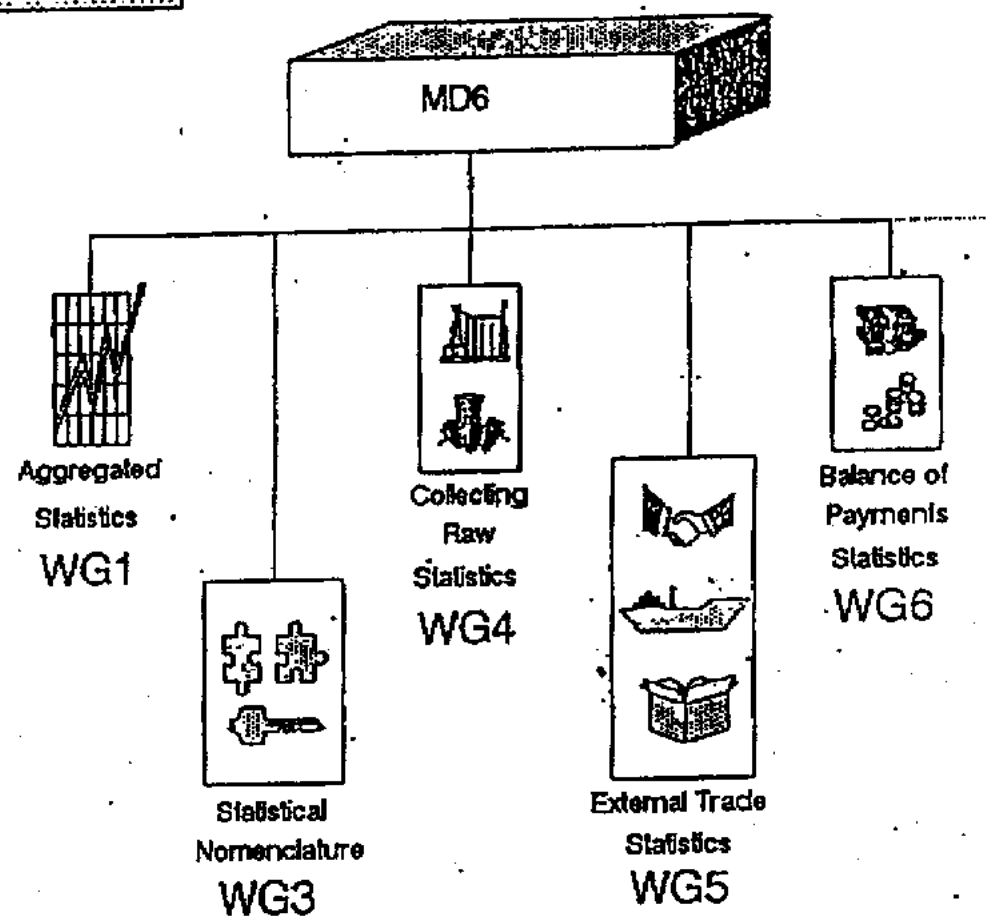 MD6
Aggregated
Statistics
WG1
Statistical
Nomenclature
WG3
Collecting
Raw
Statistics
WG4
External Trade
Statistics
WG5
Balance of
Payments
Statistics
WG6